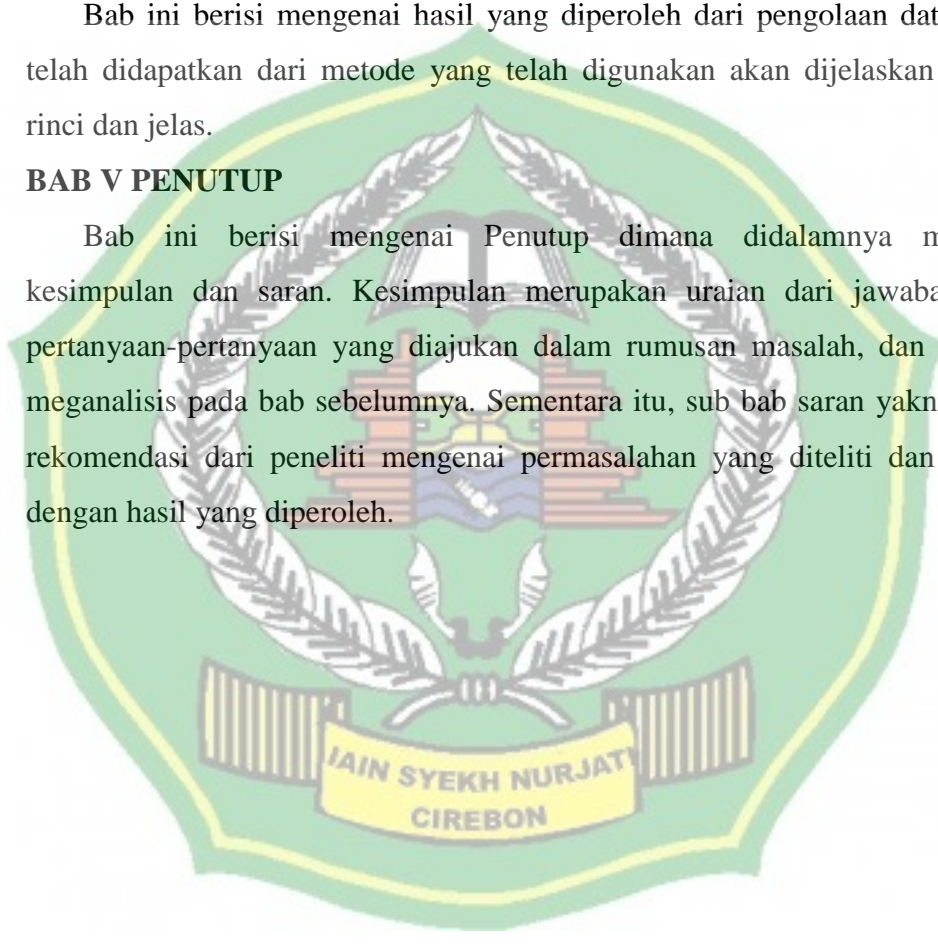 Bab ini berisi mengenai hasil yang diperoleh dari pengolaan dat
telah didapatkan dari metode yang telah digunakan akan dijelaskan
rinci dan jelas.
BAB V PENUTUP
Bab ini berisi mengenai Penutup dimana didalamnya m
kesimpulan dan saran. Kesimpulan merupakan uraian dari jawaba
pertanyaan-pertanyaan yang diajukan dalam rumusan masalah, dan
meganalisis pada bab sebelumnya. Sementara itu, sub bab saran yakn
rekomendasi dari peneliti mengenai permasalahan yang diteliti dan
dengan hasil yang diperoleh.
IAIN SYEKH NURJATI
CIREBON